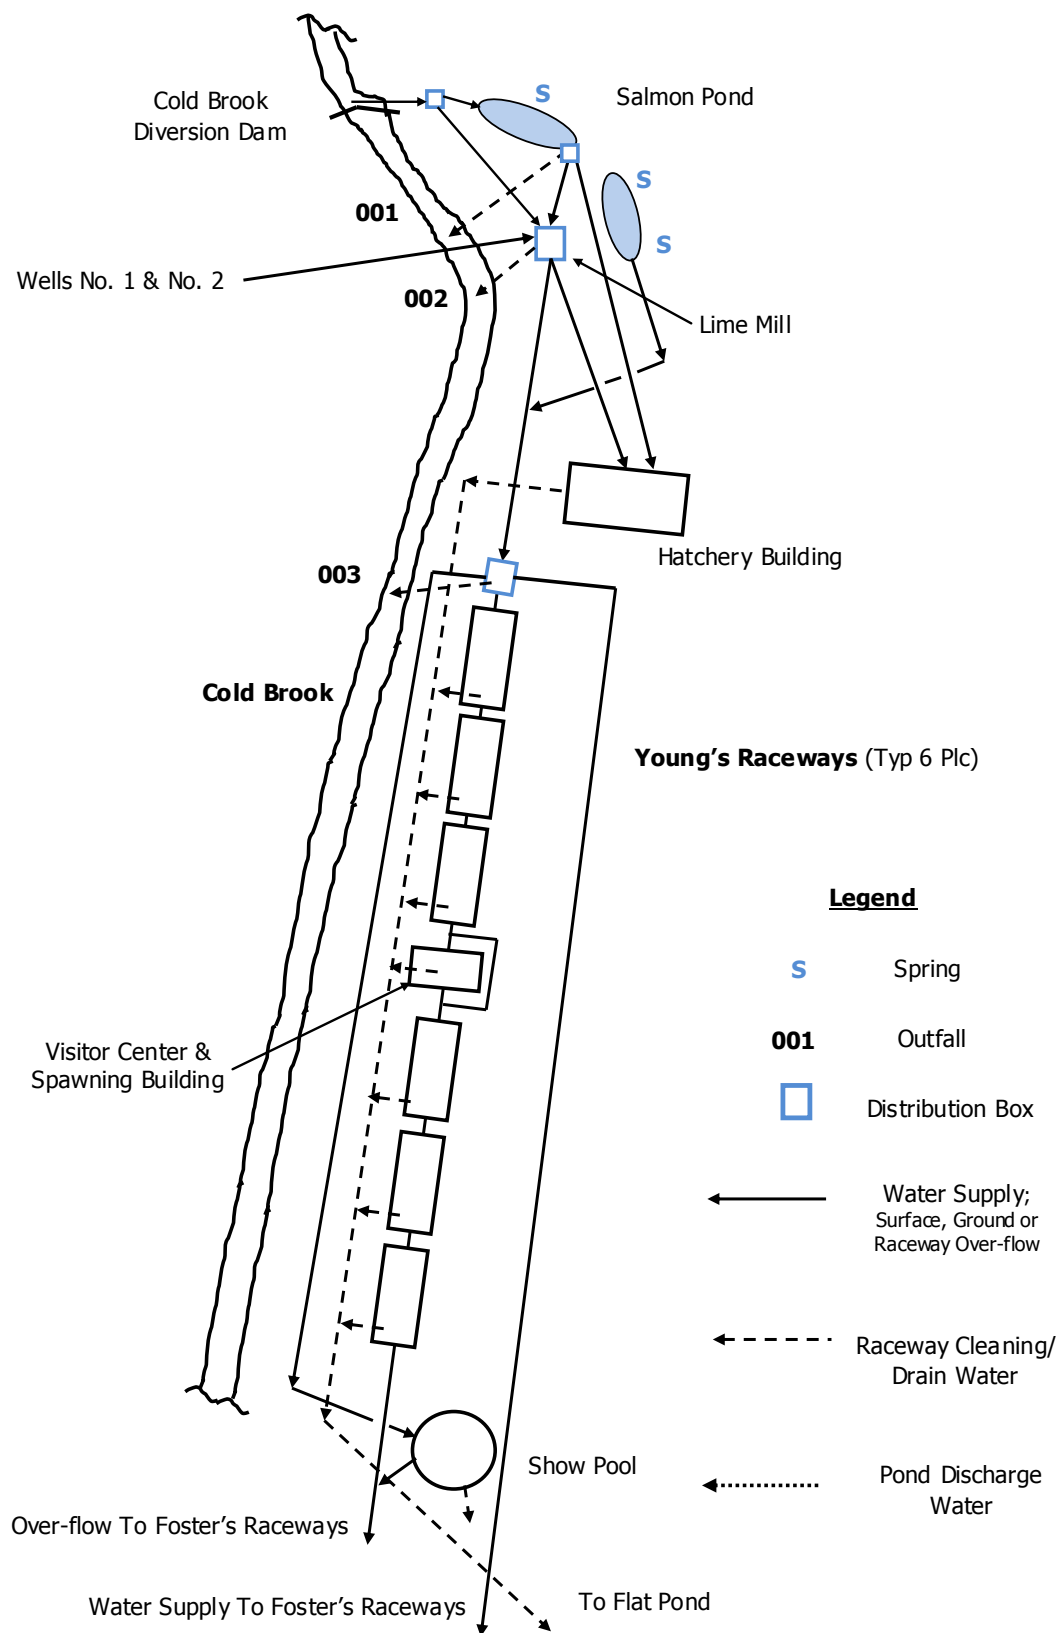 S
Salmon Pond
Cold Brook
Diversion Dam
S
001
S
Wells No. 1 & No. 2
002
Lime Mill
Hatchery Building
003
Cold Brook
Young's Raceways (Typ 6 Plc)
Legend
S Spring
001 Outfall
Distribution Box
Visitor Center &
Spawning Building
Water Supply;
Surface, Ground or
Raceway Over-flow
Raceway Cleaning/
Drain Water
Show Pool
Pond Discharge
Water
Over-flow To Foster's Raceways
To Flat Pond
Water Supply To Foster's Raceways